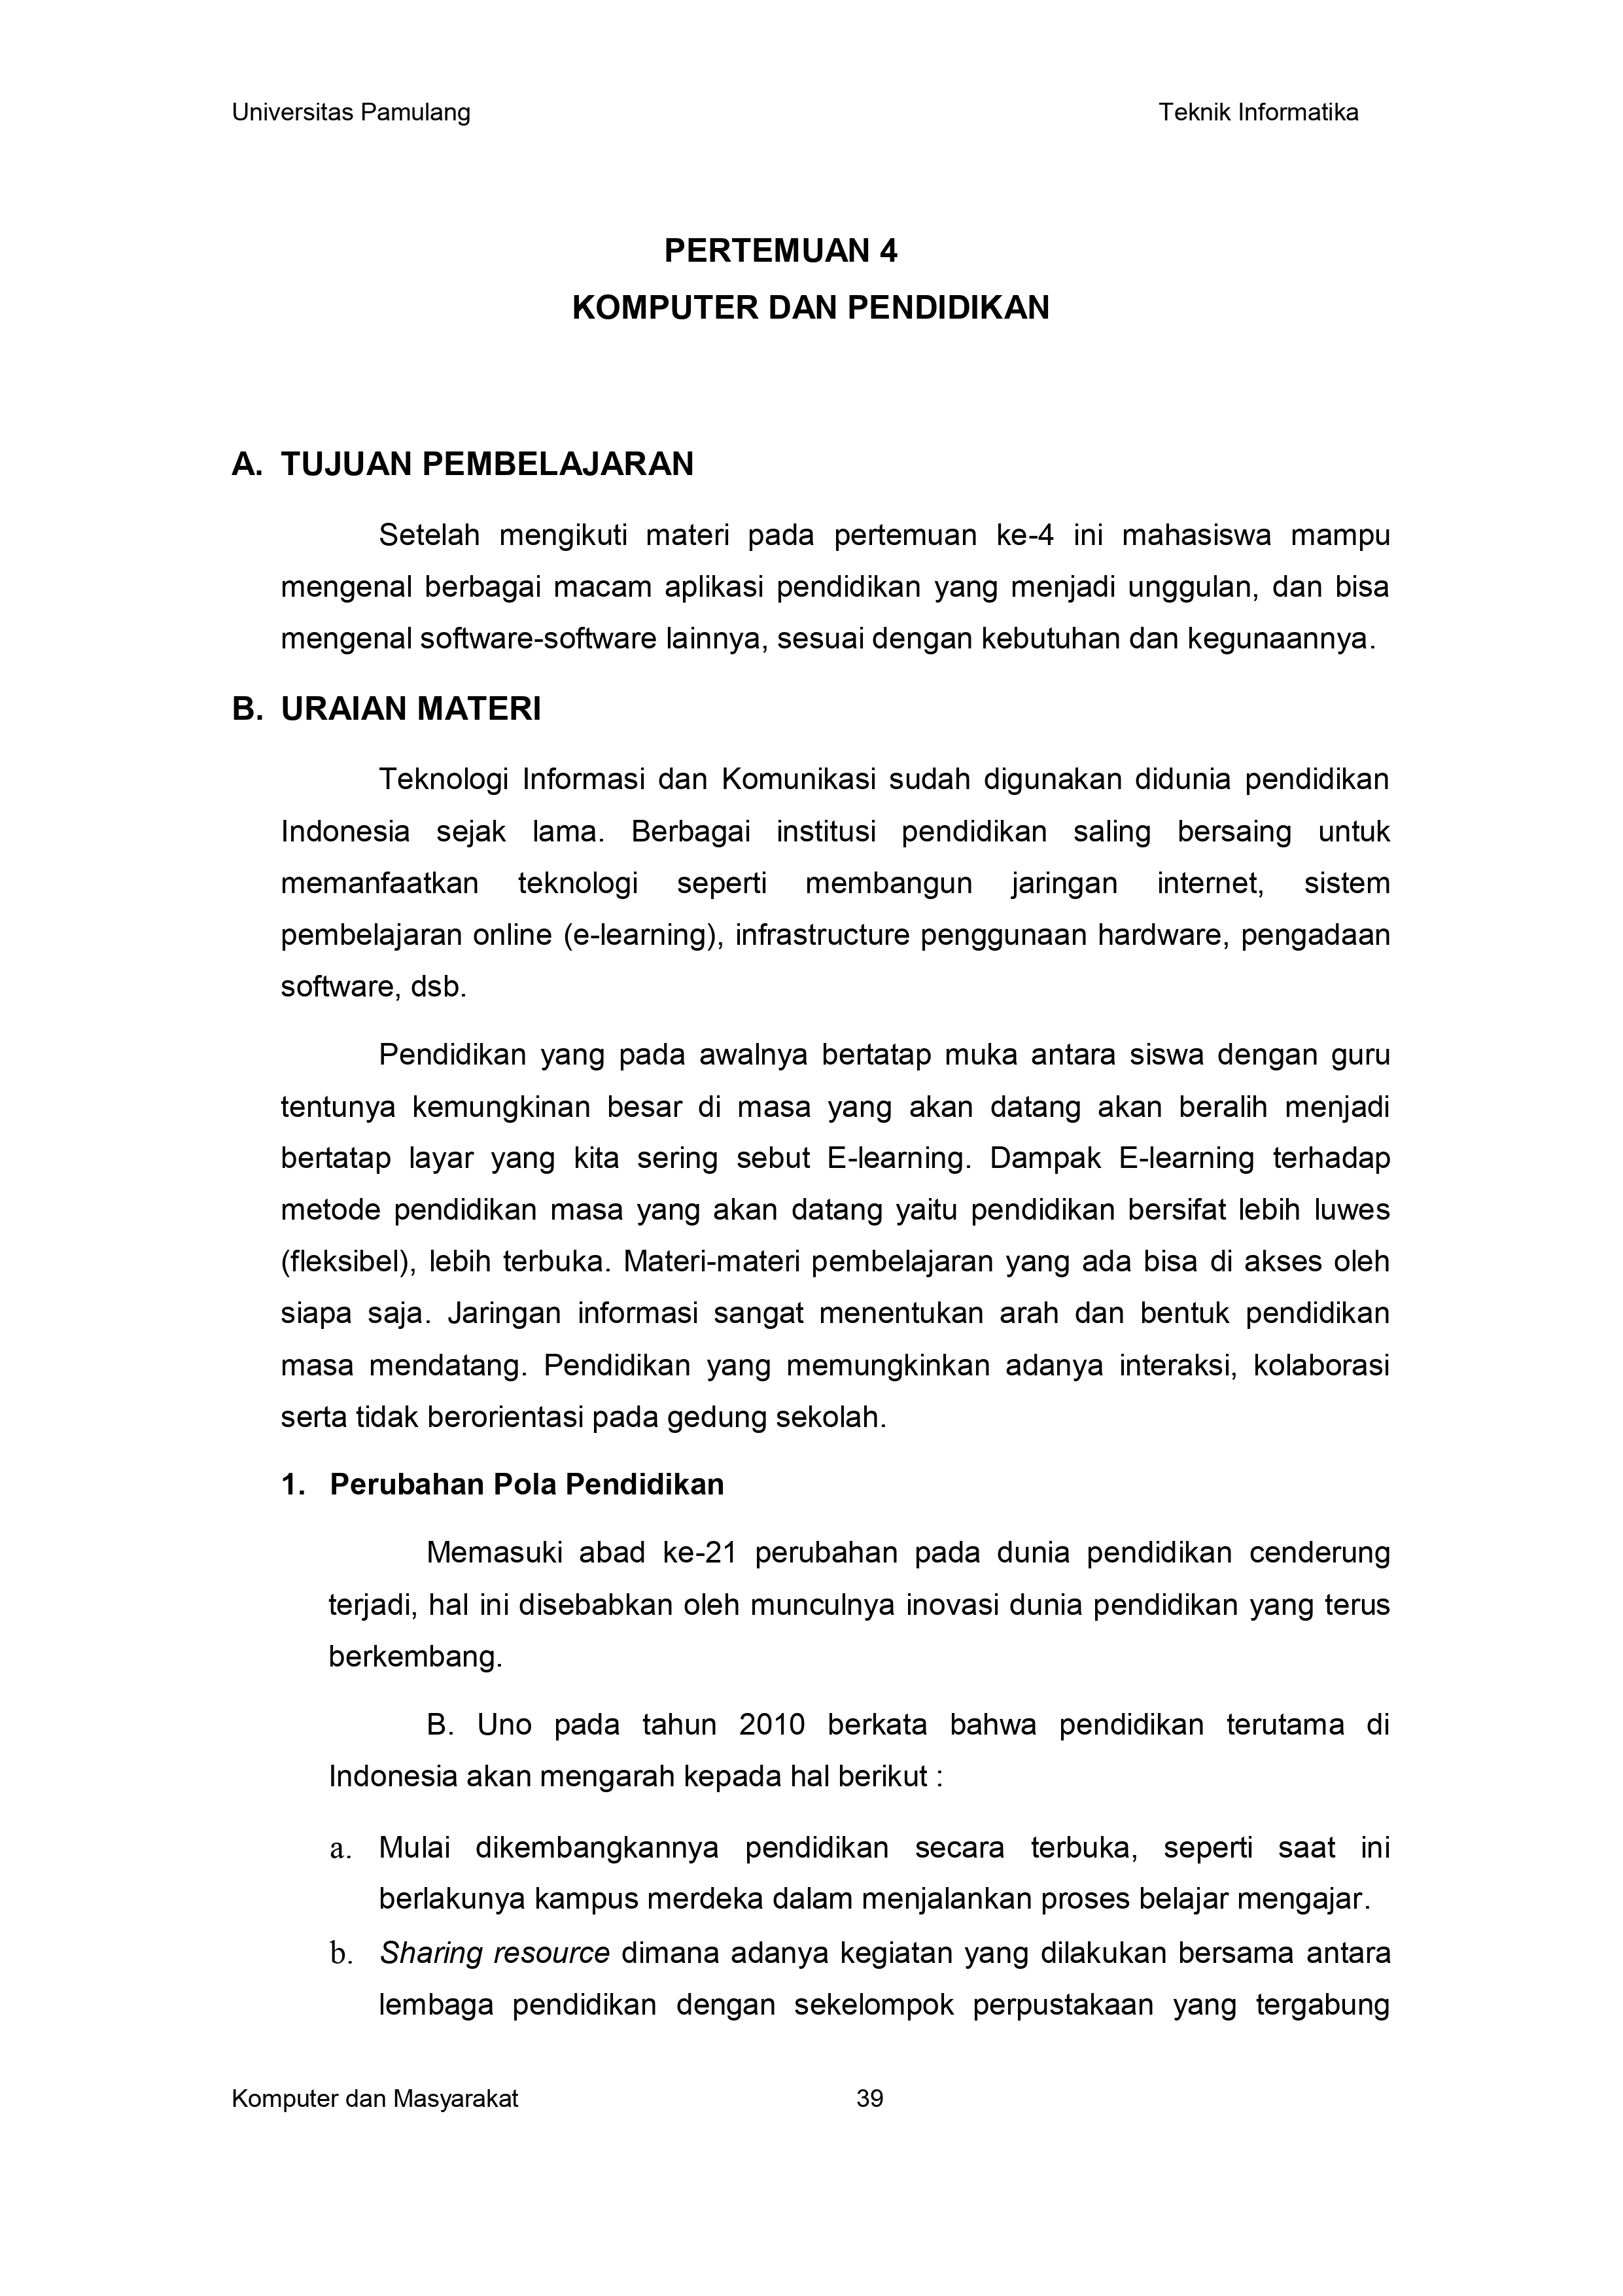 Universitas Pamulang Teknik Informatika
PERTEMUAN 4
KOMPUTER DAN PENDIDIKAN
A. TUJUAN PEMBELAJARAN
Setelah mengikuti materi pada pertemuan ke-4 ini mahasiswa mampu
mengenal berbagai macam aplikasi pendidikan yang menjadi unggulan, dan bisa
mengenal software-software lainnya, sesuai dengan kebutuhan dan kegunaannya.
B. URAIAN MATERI
Teknologi Informasi dan Komunikasi sudah digunakan didunia pendidikan
Indonesia sejak lama. Berbagai institusi pendidikan saling bersaing untuk
memanfaatkan teknologi seperti membangun jaringan internet, sistem
pembelajaran online (e-learning), infrastructure penggunaan hardware, pengadaan
software, dsb.
Pendidikan yang pada awalnya bertatap muka antara siswa dengan guru
tentunya kemungkinan besar di masa yang akan datang akan beralih menjadi
bertatap layar yang kita sering sebut E-learning. Dampak E-learning terhadap
metode pendidikan masa yang akan datang yaitu pendidikan bersifat lebih luwes
(fleksibel), lebih terbuka. Materi-materi pembelajaran yang ada bisa di akses oleh
siapa saja. Jaringan informasi sangat menentukan arah dan bentuk pendidikan
masa mendatang. Pendidikan yang memungkinkan adanya interaksi, kolaborasi
serta tidak berorientasi pada gedung sekolah.
1. Perubahan Pola Pendidikan
Memasuki abad ke-21 perubahan pada dunia pendidikan cenderung
terjadi, hal ini disebabkan oleh munculnya inovasi dunia pendidikan yang terus
berkembang.
B. Uno pada tahun 2010 berkata bahwa pendidikan terutama di
Indonesia akan mengarah kepada hal berikut :
a. Mulai dikembangkannya pendidikan secara terbuka, seperti saat ini
berlakunya kampus merdeka dalam menjalankan proses belajar mengajar.
b. Sharing resource dimana adanya kegiatan yang dilakukan bersama antara
lembaga pendidikan dengan sekelompok perpustakaan yang tergabung
Komputer dan Masyarakat 39